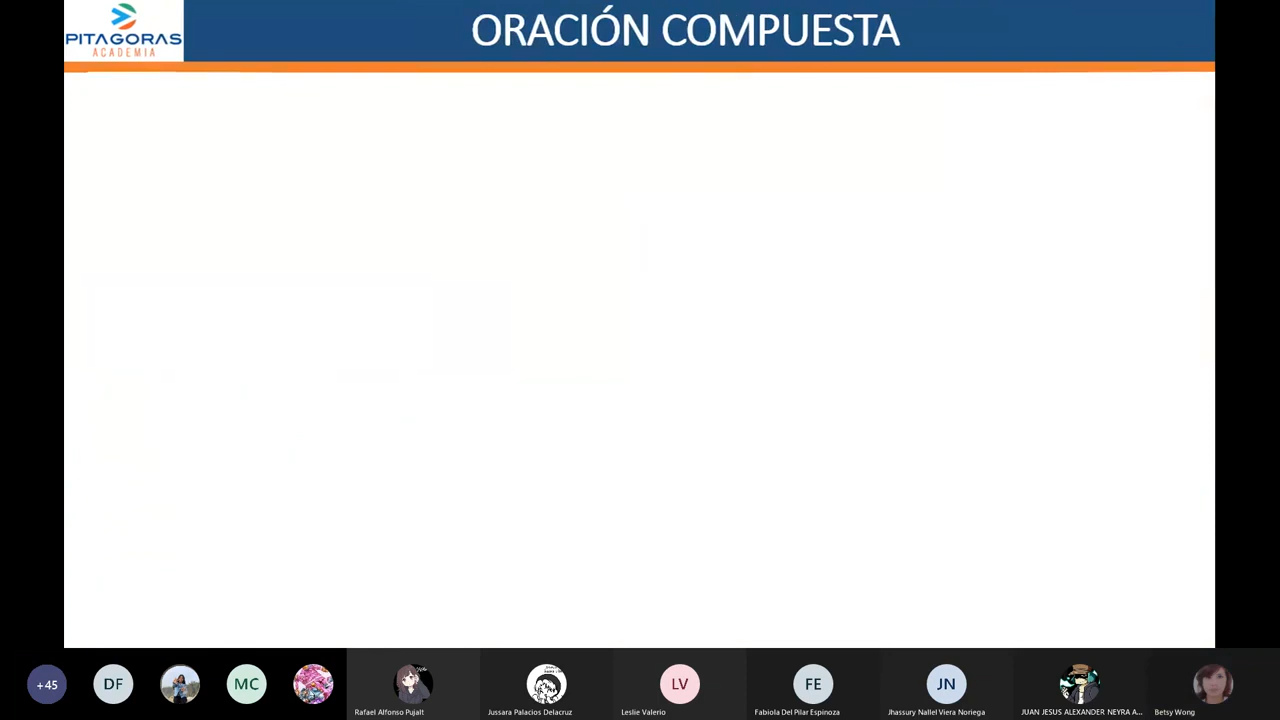 PITAGORAS
ACADEMIA
ORACIÓN COMPUESTA
+45
DF
MC
LV
FE
JN
Rafael Alfonso Pujalt
Jussara Palacios Delacruz
Leslie Valerio
Fabiola Del Pilar Espinoza
Jhassury Nallel Viera Noriega
JUAN JESUS ALEXANDER NEYRA A...
Betsy Wong